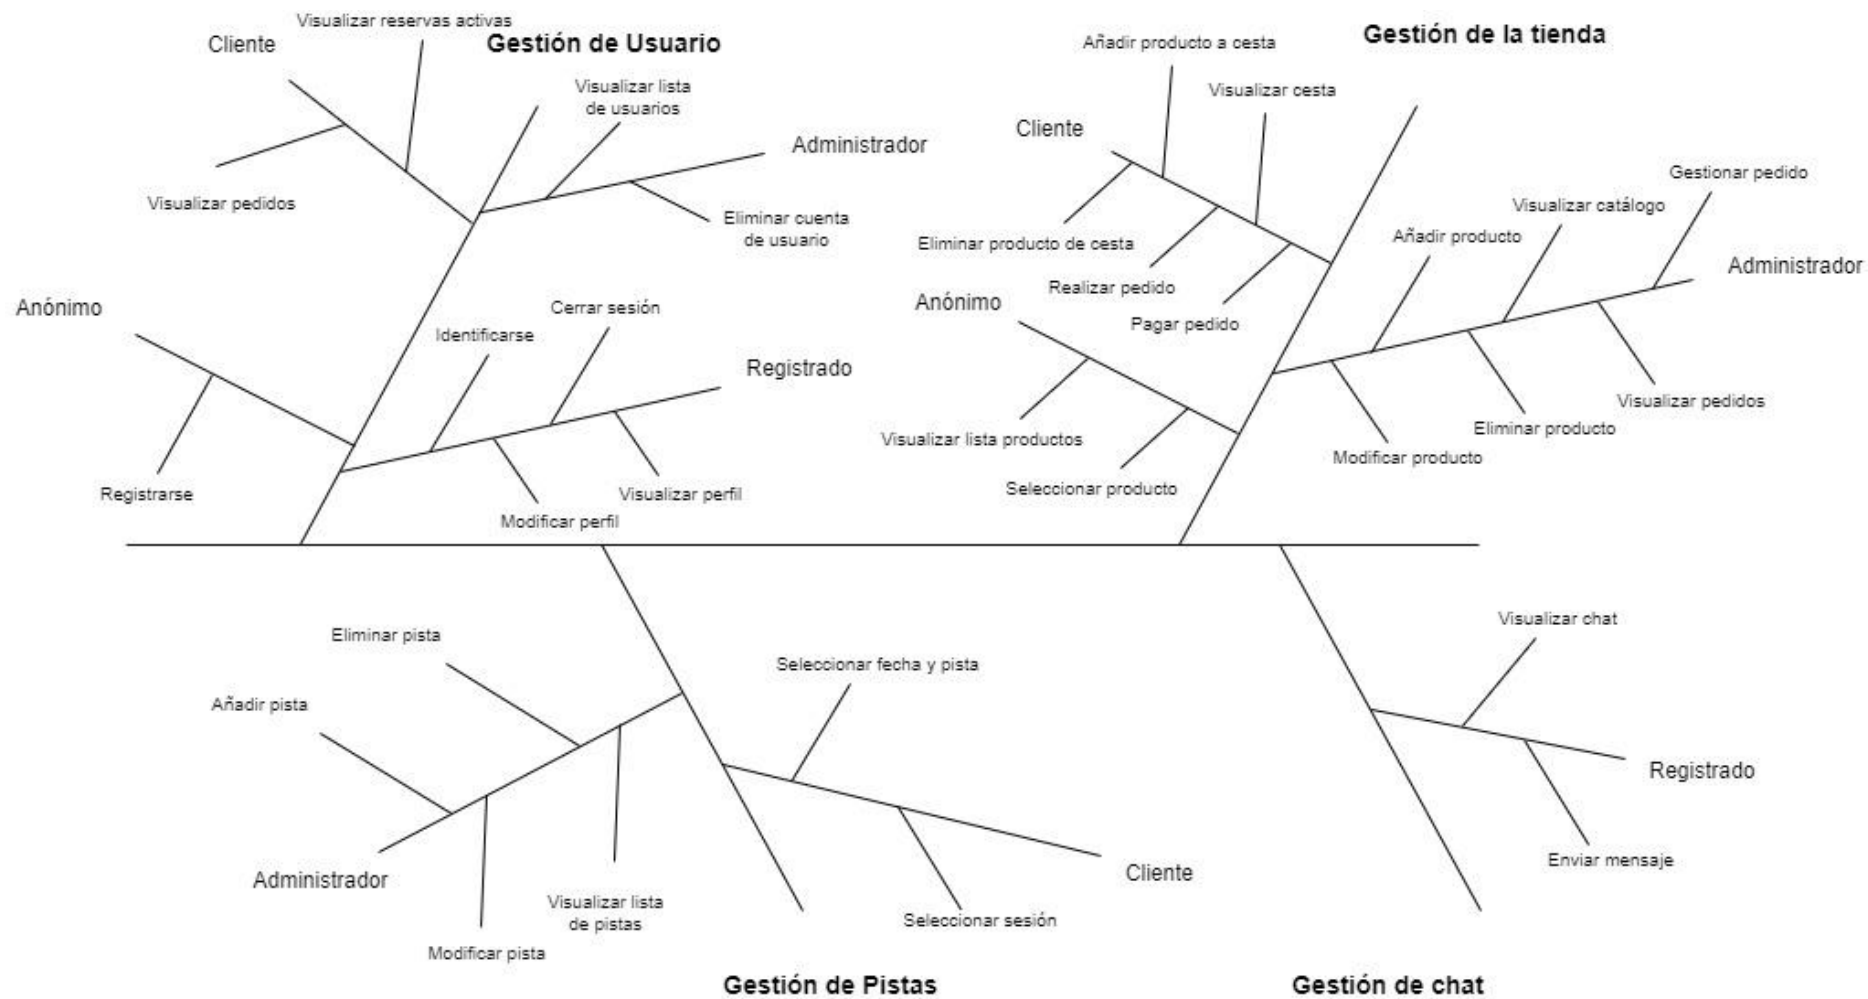 Visualizar reservas activas
Cliente
Gestión de Usuario
Visualizar lista
de usuarios
Administrador
Visualizar pedidos
Eliminar cuenta
de usuario
Anónimo
Cerrar sesión
Identificarse
Registrado
Registrarse
Visualizar perfil
Modificar perfil
Gestión de la tienda
Añadir producto a cesta
Visualizar cesta
Cliente
Gestionar pedido
Visualizar catálogo
Añadir producto
Eliminar producto de cesta
Administrador
Realizar pedido
Anónimo
Pagar pedido
Visualizar pedidos
Eliminar producto
Visualizar lista productos
Modificar producto
Seleccionar producto
Eliminar pista
Seleccionar fecha y pista
Añadir pista
Administrador
Cliente
Visualizar lista
de pistas
Seleccionar sesión
Modificar pista
Gestión de Pistas
Visualizar chat
Registrado
Enviar mensaje
Gestión de chat